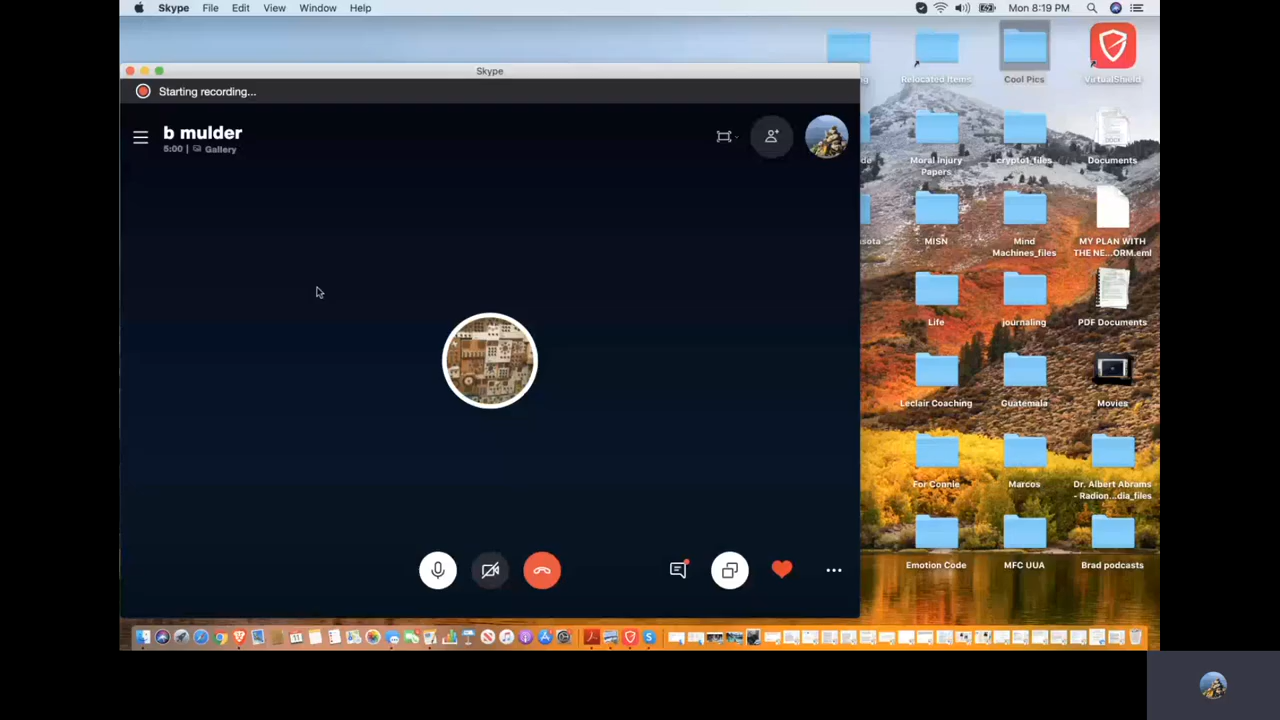 Skype File Edit View Window Help Mon 8:19 PM
Skype
Starting recording...
b mulder
5:00 | Gallery
Relocated Items
Cool Pics
VirtualShield
Moral Injury
Papers
crypto1_files
Documents
MISN
Mind
Machines_files
MY PLAN WITH
THE NE...ORM.eml
Life
journaling
PDF Documents
Leclair Coaching
Guatemala
Movies
For Connie
Marcos
Dr. Albert Abrams
- Radion...dia_files
Emotion Code
MFC UUA
Brad podcasts